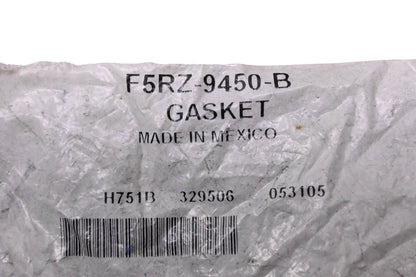 F5RZ-9450-B
GASKET
MADE IN MEXICO
H751B 329506 053105